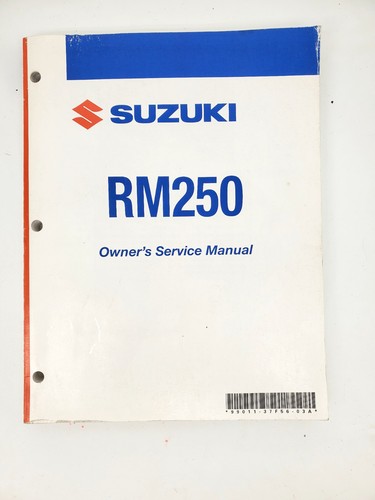 SUZUKI
RM250
Owner's Service Manual
*99011-37F56-03A*